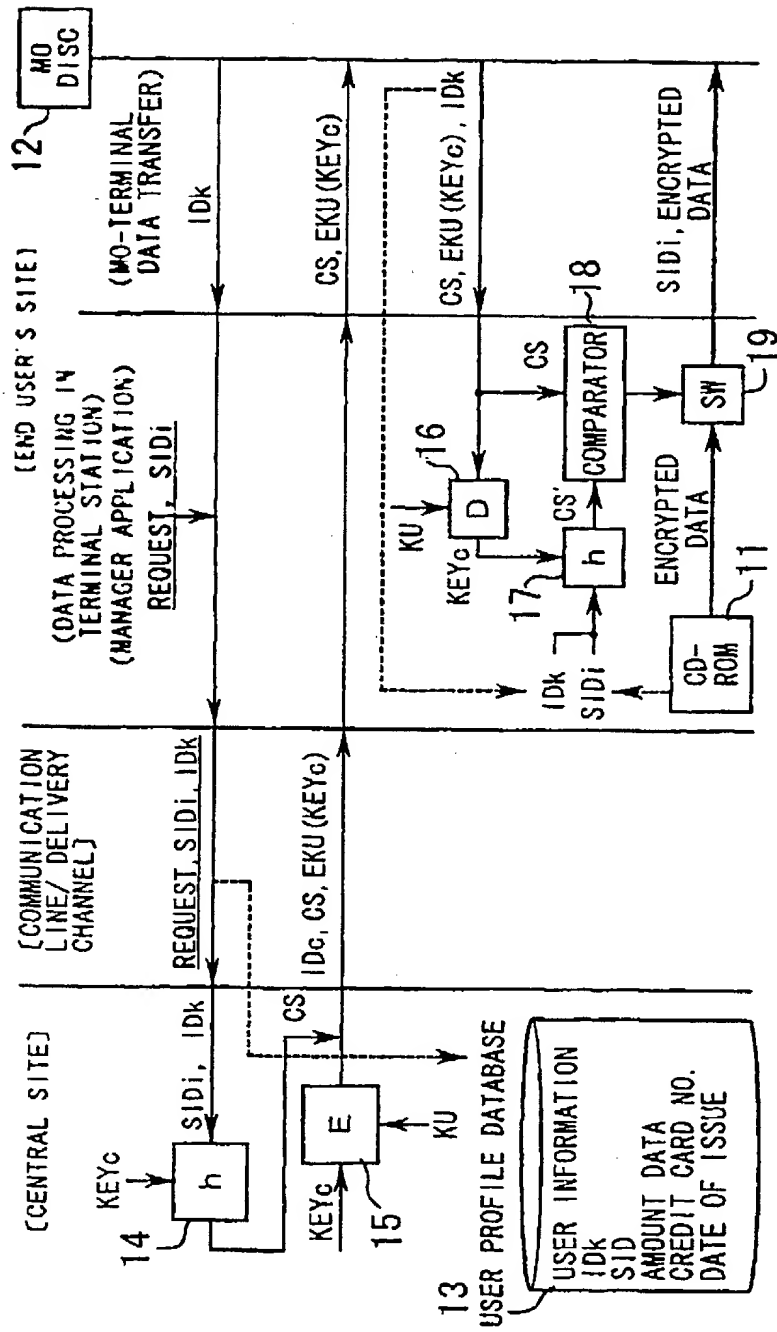 [CENTRAL SITE]
[COMMUNICATION
LINE/ DELIVERY
CHANNEL]
[END USER'S SITE]
(DATA PROCESSING IN
TERMINAL STATION)
(MANAGER APPLICATION)
(MO-TERMINAL
DATA TRANSFER)
12
MO
DISC
KEYc
14
h
SIDi, IDk
REQUEST, SIDi, IDk
REQUEST, SIDi
IDk
CS
KEYc
E
15
KU
IDc, CS, EKU(KEYc)
CS, EKU(KEYc)
CS, EKU(KEYc), IDk
KU
16
D
KEYc
17
h
CS'
CS
COMPARATOR
18
IDk
SIDi
CD-
ROM
11
ENCRYPTED
DATA
SW
19
SIDi, ENCRYPTED
DATA
13
USER PROFILE DATABASE
USER INFORMATION
IDk
SID
AMOUNT DATA
CREDIT CARD NO.
DATE OF ISSUE